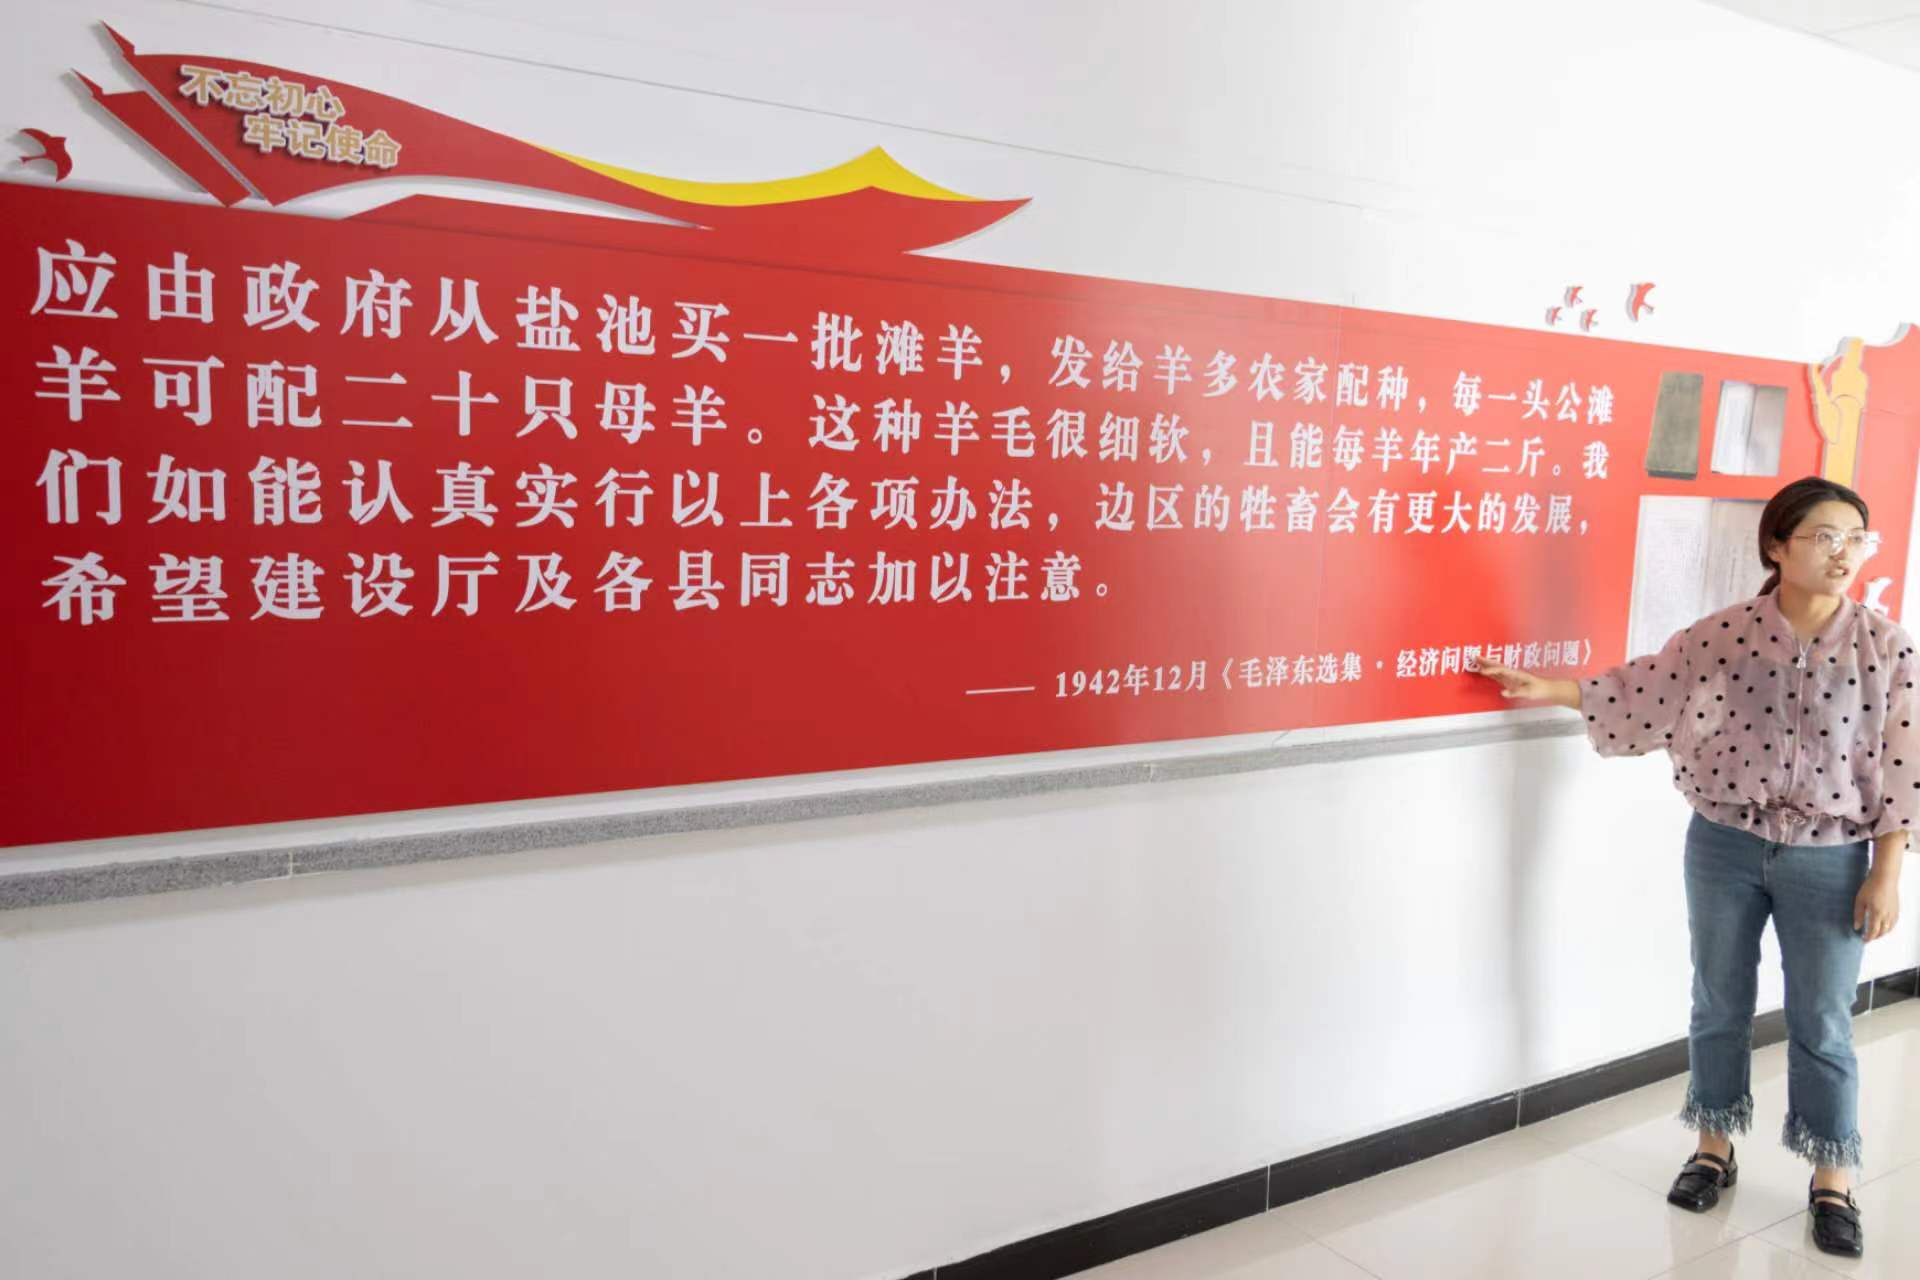 不忘初心
牢记使命
应由政府从盐池买一批滩羊，发给羊多农家配种，每一头公滩
羊可配二十只母羊。这种羊毛很细软，且能每羊年产二斤。我
们如能认真实行以上各项办法，边区的牲畜会有更大的发展，
希望建设厅及各县同志加以注意。
—— 1942年12月《毛泽东选集·经济问题与财政问题》